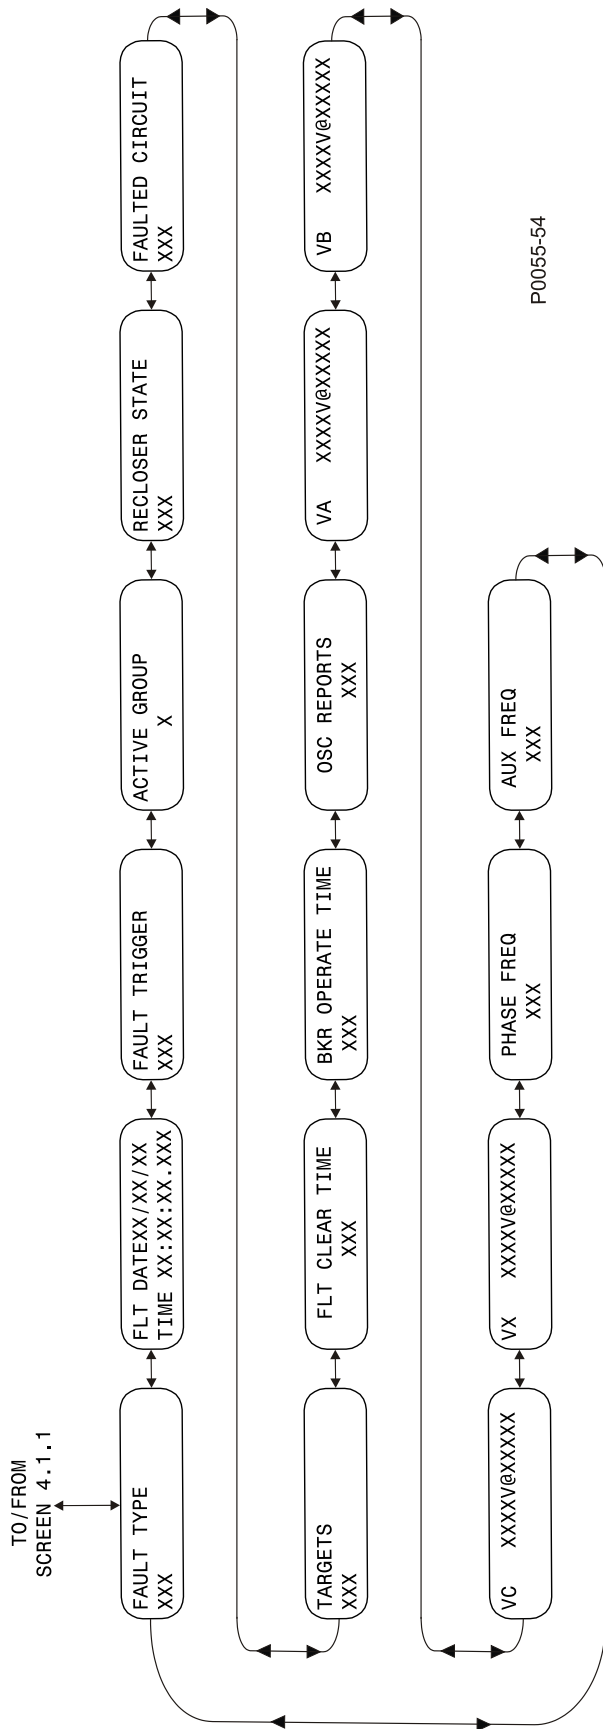 TO/FROM
SCREEN 4.1.1
FAULT TYPE
XXX
FLT DATEXX/XX/XX
TIME XX:XX:XX.XXX
FAULT TRIGGER
XXX
ACTIVE GROUP
X
RECLOSER STATE
XXX
FAULTED CIRCUIT
XXX
TARGETS
XXX
FLT CLEAR TIME
XXX
BKR OPERATE TIME
XXX
OSC REPORTS
XXX
VA XXXXV@XXXXX
VB XXXXV@XXXXX
VC XXXXV@XXXXX
VX XXXXV@XXXXX
PHASE FREQ
XXX
AUX FREQ
XXX
P0055-54